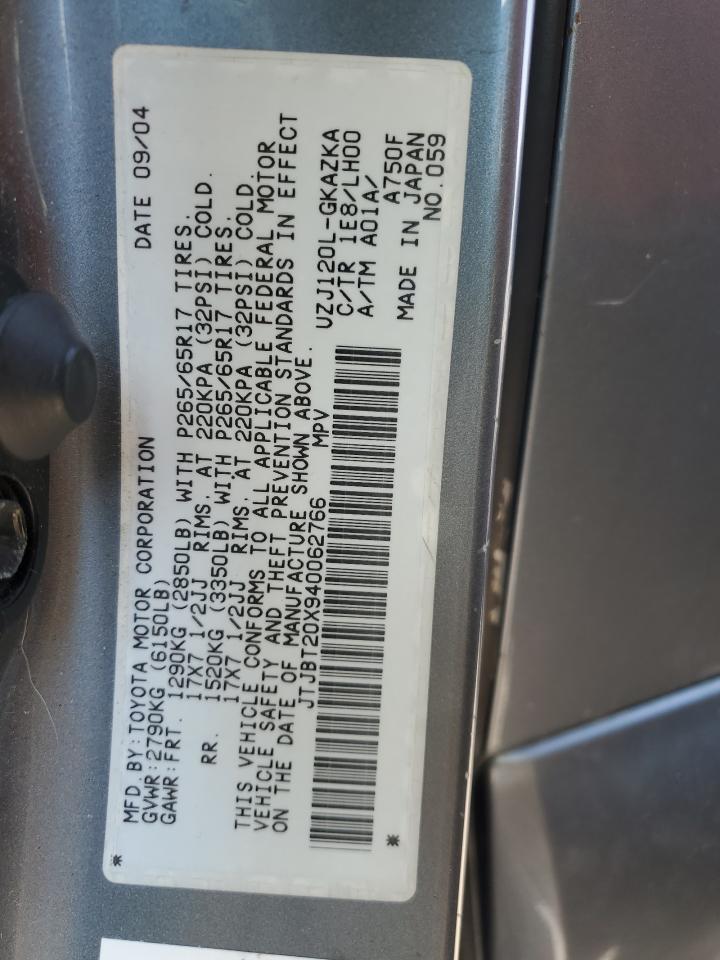 MFD. BY: TOYOTA MOTOR CORPORATION DATE 09/04
GVWR: 2790KG (6150LB)
GAWR: FRT. 1290KG (2850LB) WITH P265/65R17 TIRES.
17X7 1/2JJ RIMS. AT 220KPA (32PSI) COLD.
RR. 1520KG (3350LB) WITH P265/65R17 TIRES.
17X7 1/2JJ RIMS. AT 220KPA (32PSI) COLD.
THIS VEHICLE CONFORMS TO ALL APPLICABLE FEDERAL MOTOR
VEHICLE SAFETY AND THEFT PREVENTION STANDARDS IN EFFECT
ON THE DATE OF MANUFACTURE SHOWN ABOVE.
JTJBT20X940062766 MPV
UZJ120L-GKAZKA
C/TR 1E8/LH00
A/TM A01A/
A750F
MADE IN JAPAN
NO.059